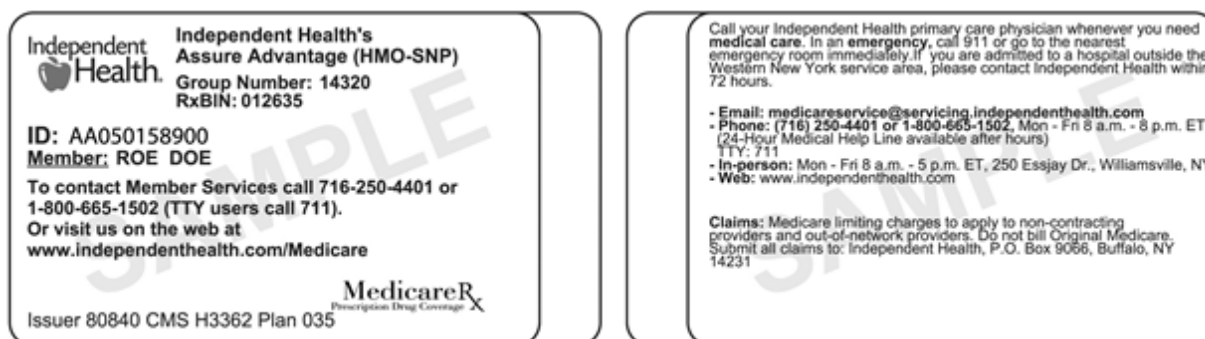 Independent Health.
Independent Health's
Assure Advantage (HMO-SNP)
Group Number: 14320
RxBIN: 012635
ID: AA050158900
Member: ROE DOE
To contact Member Services call 716-250-4401 or
1-800-665-1502 (TTY users call 711).
Or visit us on the web at
www.independenthealth.com/Medicare
MedicareRx
Prescription Drug Coverage
Issuer 80840 CMS H3362 Plan 035
SAMPLE
Call your Independent Health primary care physician whenever you need
medical care. In an emergency, call 911 or go to the nearest
emergency room immediately.If you are admitted to a hospital outside the
Western New York service area, please contact Independent Health within
72 hours.
- Email: medicareservice@servicing.independenthealth.com
- Phone: (716) 250-4401 or 1-800-665-1502, Mon - Fri 8 a.m. - 8 p.m. ET
(24-Hour Medical Help Line available after hours)
TTY: 711
- In-person: Mon - Fri 8 a.m. - 5 p.m. ET, 250 Essjay Dr., Williamsville, NY
- Web: www.independenthealth.com
Claims: Medicare limiting charges to apply to non-contracting
providers and out-of-network providers. Do not bill Original Medicare.
Submit all claims to: Independent Health, P.O. Box 9066, Buffalo, NY
14231
SAMPLE